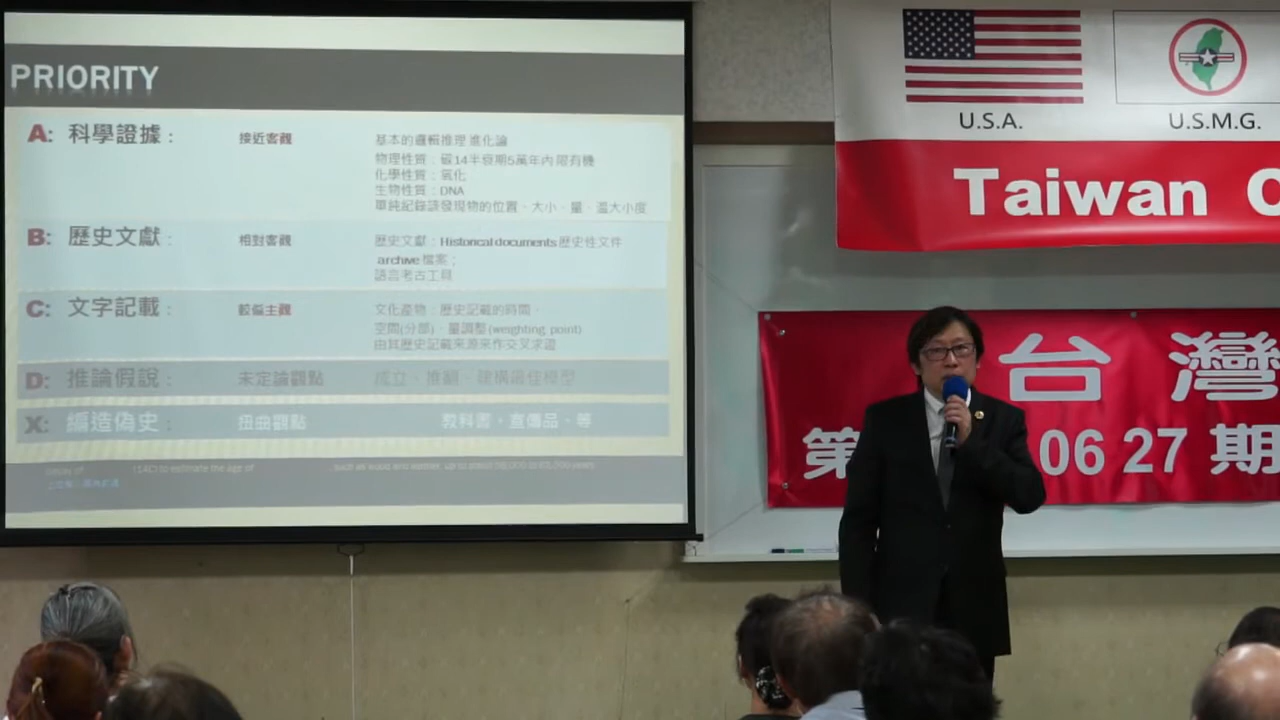 PRIORITY
A: 科學證據 : 接近客觀 基本的邏輯推理 進化論
物理性質 : 碳14半衰期5萬年內 限有機
化學性質 : 氧化
生物性質 : DNA
單純紀錄該發現物的位置、大小、量、溫大小度
B: 歷史文獻 : 相對客觀 歷史文獻 : Historical documents 歷史性文件
archive 檔案 ;
語言考古工具
C: 文字記載 : 較偏主觀 文化產物 : 歷史記載的時間、
空間(分部)、量調整 (weighting point)
由其歷史記載來源來作交叉求證
D: 推論假說 : 未定論觀點 成立、推翻、建構最佳模型
X: 編造偽史 : 扭曲觀點 教科書，宣傳品、等
(14C) to estimate the age of
U.S.A.
U.S.M.G.
Taiwan C
台灣
第 06 27 期